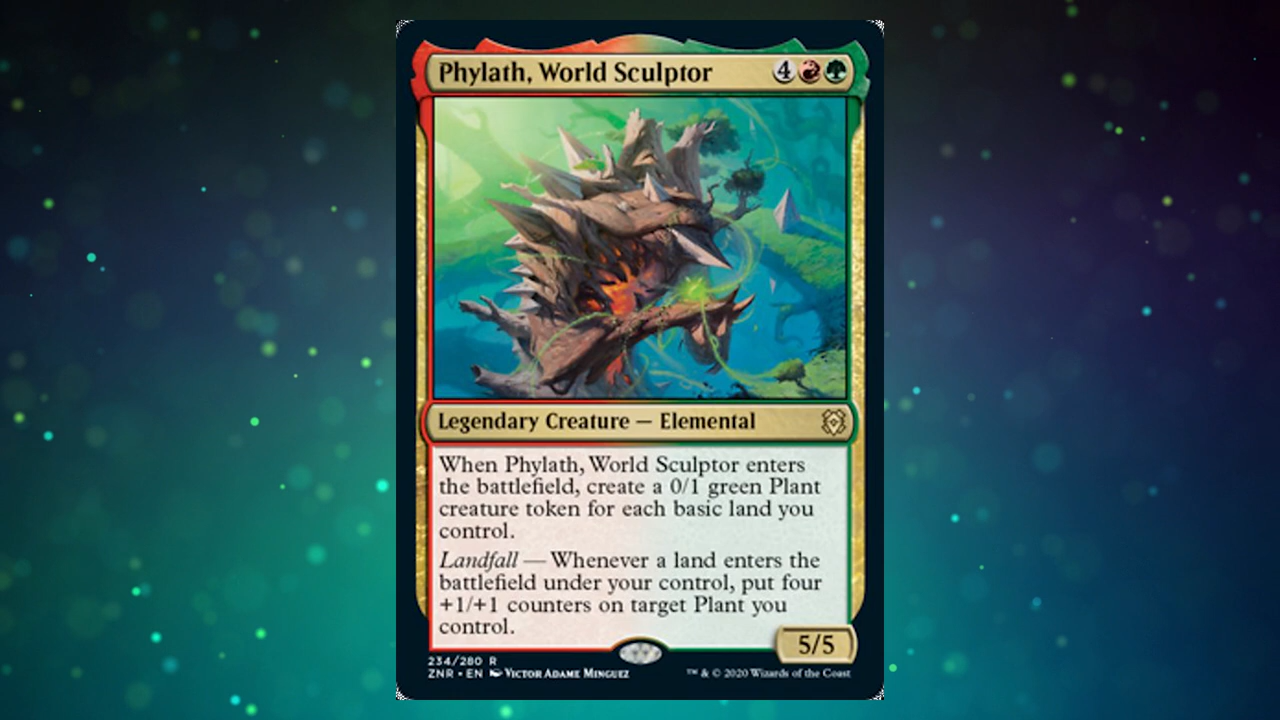 Phylath, World Sculptor 4
Legendary Creature — Elemental
When Phylath, World Sculptor enters
the battlefield, create a 0/1 green Plant
creature token for each basic land you
control.
Landfall — Whenever a land enters the
battlefield under your control, put four
+1/+1 counters on target Plant you
control.
5/5
234/280 R
ZNR • EN Victor Adame Minguez
™ & © 2020 Wizards of the Coast